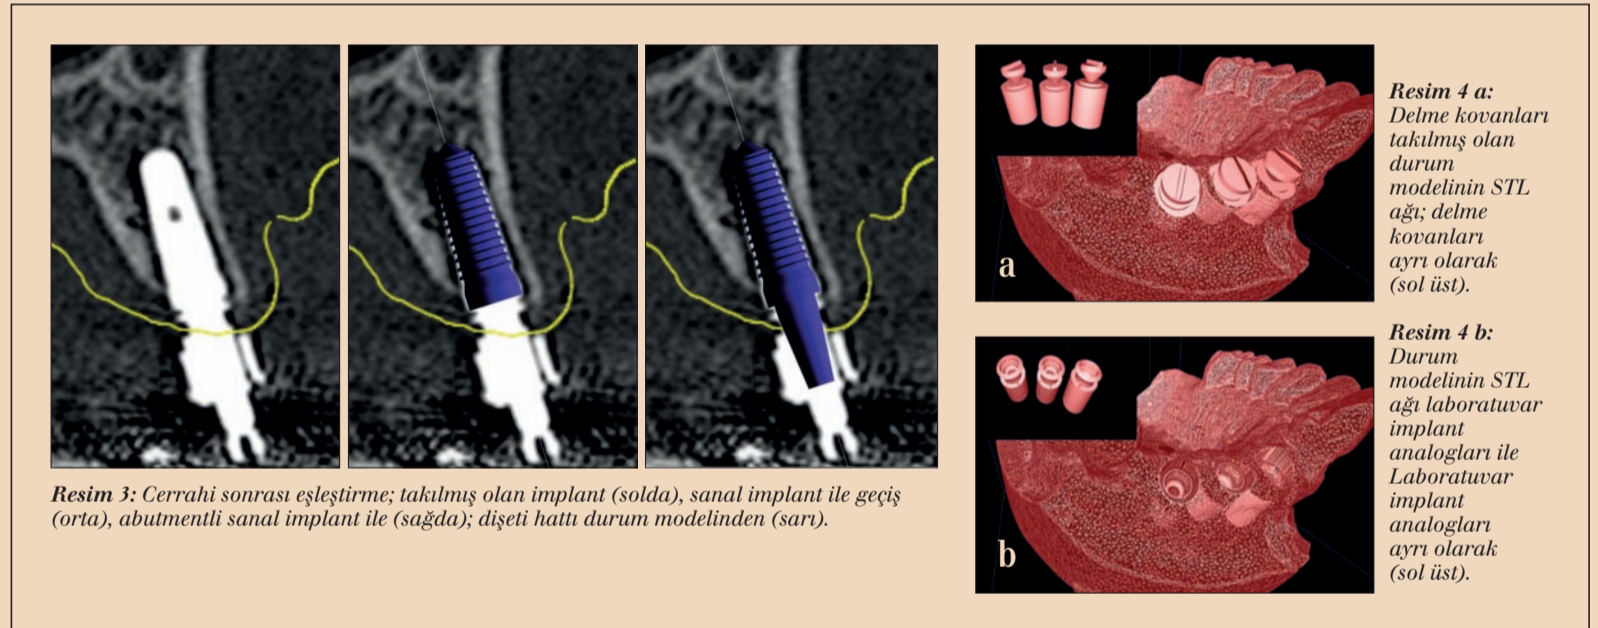 Resim 3: Cerrahi sonrası eşleştirme; takılmış olan implant (solda), sanal implant ile geçiş
(orta), abutmentli sanal implant ile (sağda); dişeti hattı durum modelinden (sarı).
a
Resim 4 a:
Delme kovanları
takılmış olan
durum
modelinin STL
ağı; delme
kovanları
ayrı olarak
(sol üst).
b
Resim 4 b:
Durum
modelinin STL
ağı laboratuvar
implant
analogları ile
Laboratuvar
implant
analogları
ayrı olarak
(sol üst).